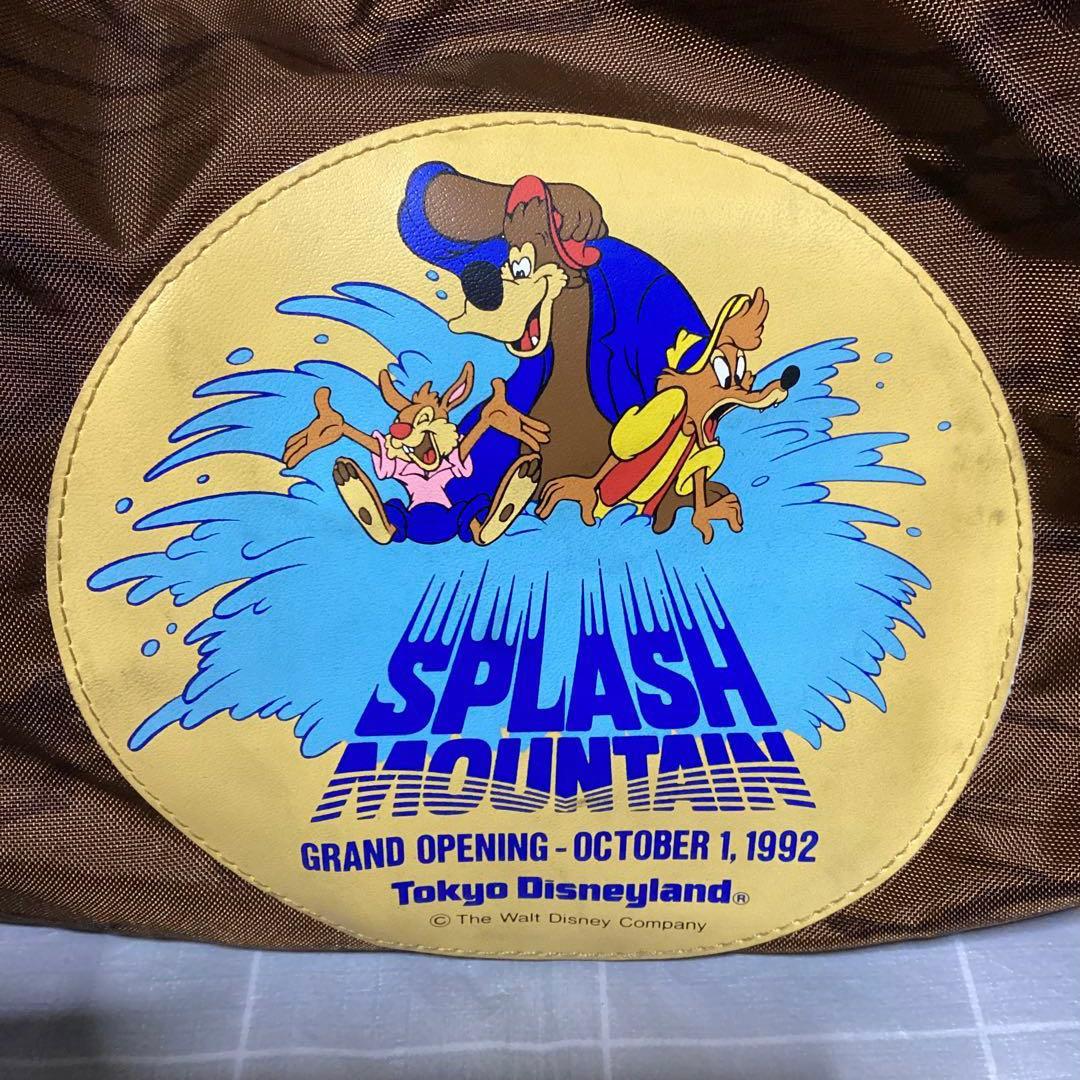 SPLASH
MOUNTAIN
GRAND OPENING - OCTOBER 1, 1992
Tokyo Disneyland®
© The Walt Disney Company